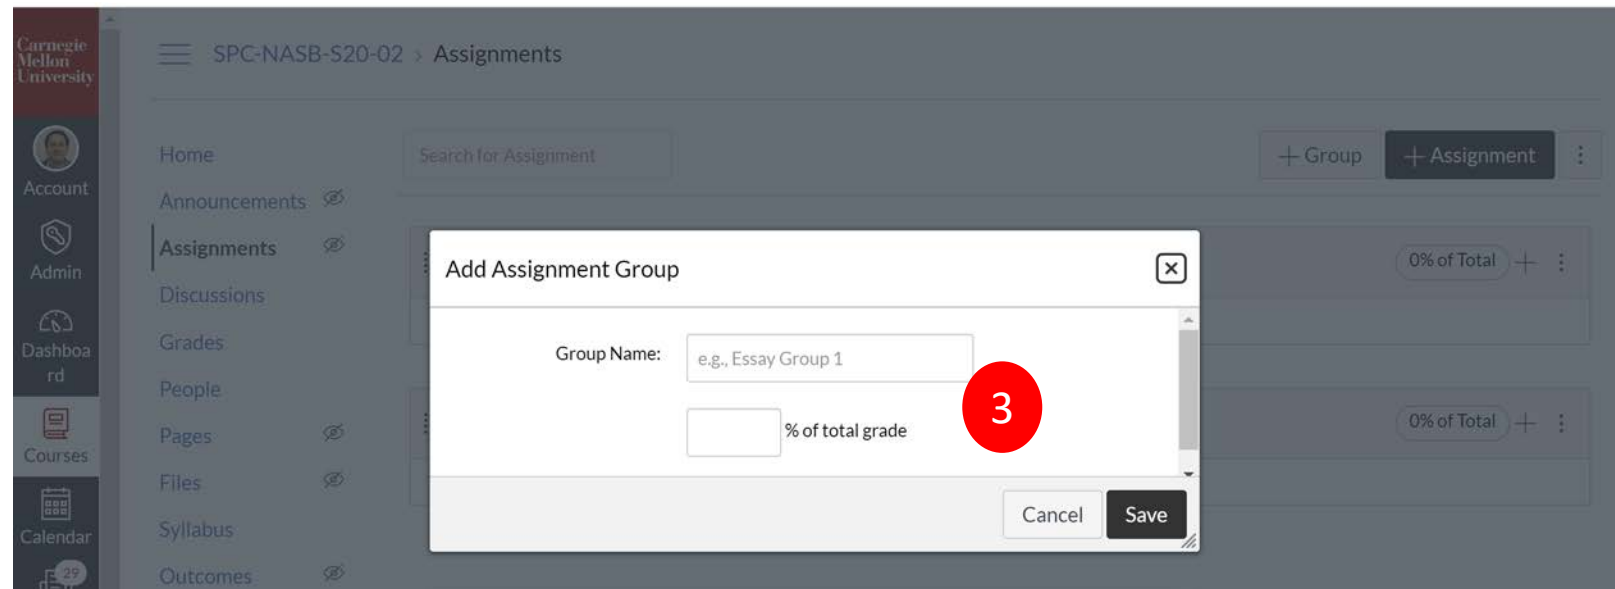 Carnegie
Mellon
University
SPC-NASB-S20-02 › Assignments
Account
Admin
Dashboa
rd
Courses
Calendar
29
Home
Announcements
Assignments
Discussions
Grades
People
Pages
Files
Syllabus
Outcomes
Search for Assignment
+ Group
+ Assignment
0% of Total
0% of Total
Add Assignment Group
Group Name:
e.g., Essay Group 1
% of total grade
3
Cancel
Save